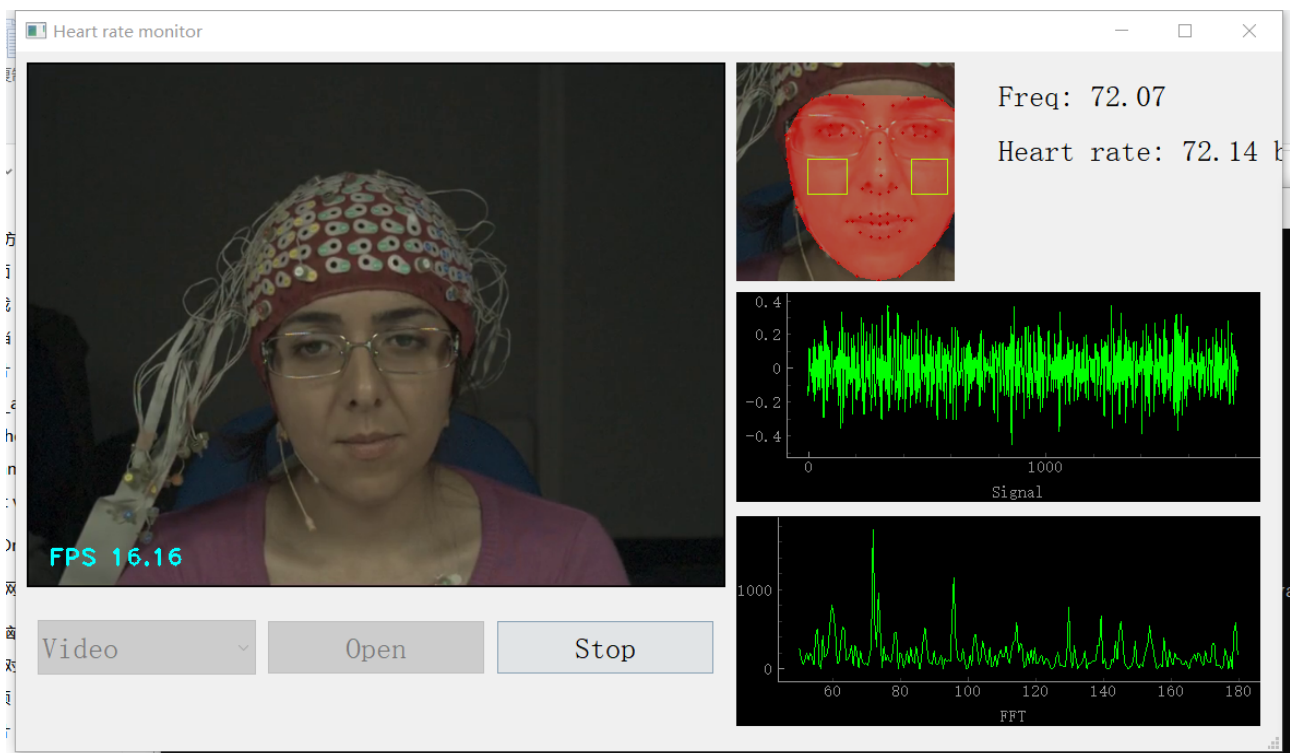 Heart rate monitor
Freq: 72.07
Heart rate: 72.14 b
FPS 16.16
Video
Open
Stop
0.4
0.2
0
-0.2
-0.4
0 1000
Signal
1000
0
60 80 100 120 140 160 180
FFT